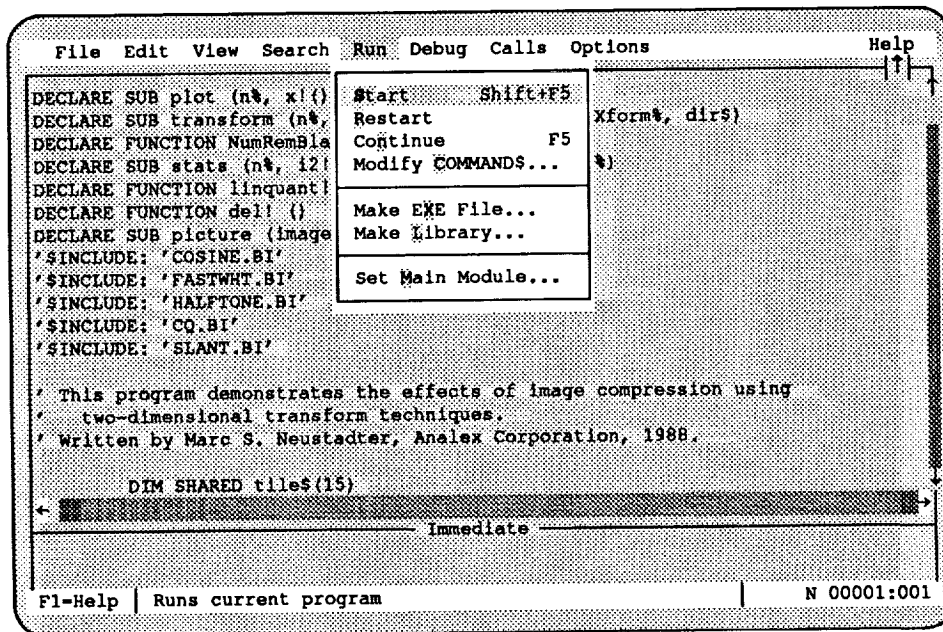 File Edit View Search Run Debug Calls Options Help
DECLARE SUB plot (n%, x!()
DECLARE SUB transform (n%, Xform%, dir$)
DECLARE FUNCTION NumRemBla
DECLARE SUB stats (n%, i2! %)
DECLARE FUNCTION linquant!
DECLARE FUNCTION del! ()
DECLARE SUB picture (image
'$INCLUDE: 'COSINE.BI'
'$INCLUDE: 'FASTWHT.BI'
'$INCLUDE: 'HALFTONE.BI'
'$INCLUDE: 'CQ.BI'
'$INCLUDE: 'SLANT.BI'
Start Shift+F5
Restart
Continue F5
Modify COMMAND$...
Make EXE File...
Make Library...
Set Main Module...
' This program demonstrates the effects of image compression using
' two-dimensional transform techniques.
' Written by Marc S. Neustadter, Analex Corporation, 1988.
DIM SHARED tile$(15)
Immediate
F1=Help | Runs current program N 00001:001